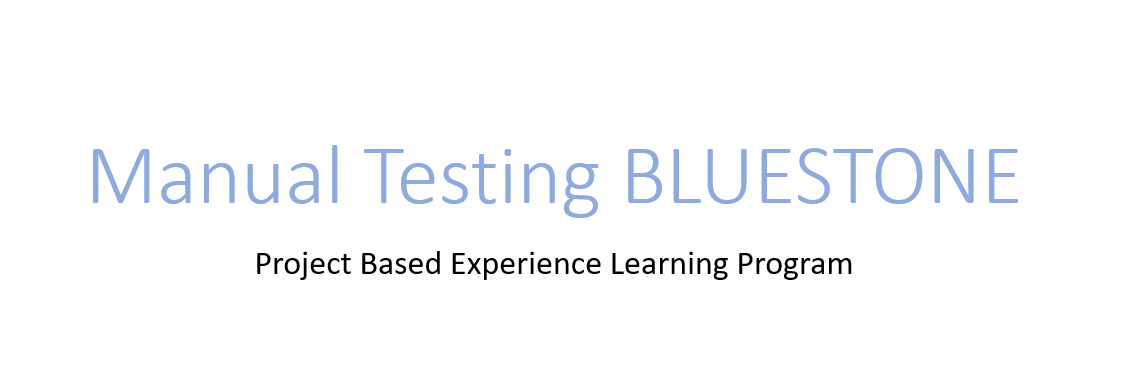 Manual Testing BLUESTONE
Project Based Experience Learning Program